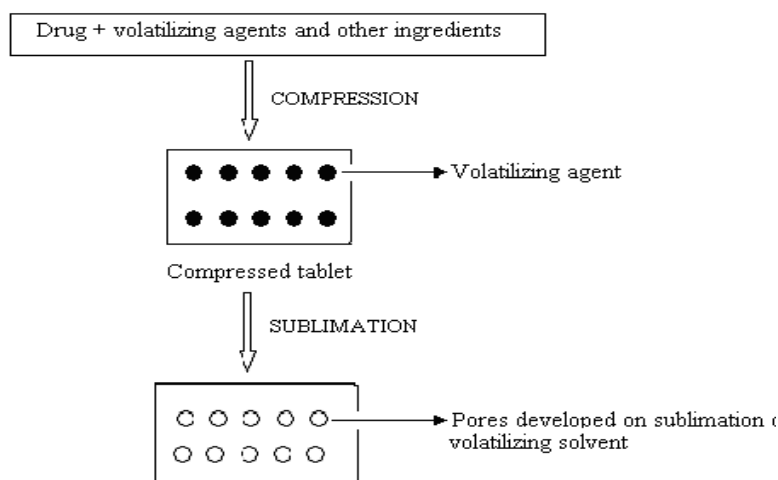 Drug + volatilizing agents and other ingredients
COMPRESSION
Volatilizing agent
Compressed tablet
SUBLIMATION
Pores developed on sublimation
volatilizing solvent